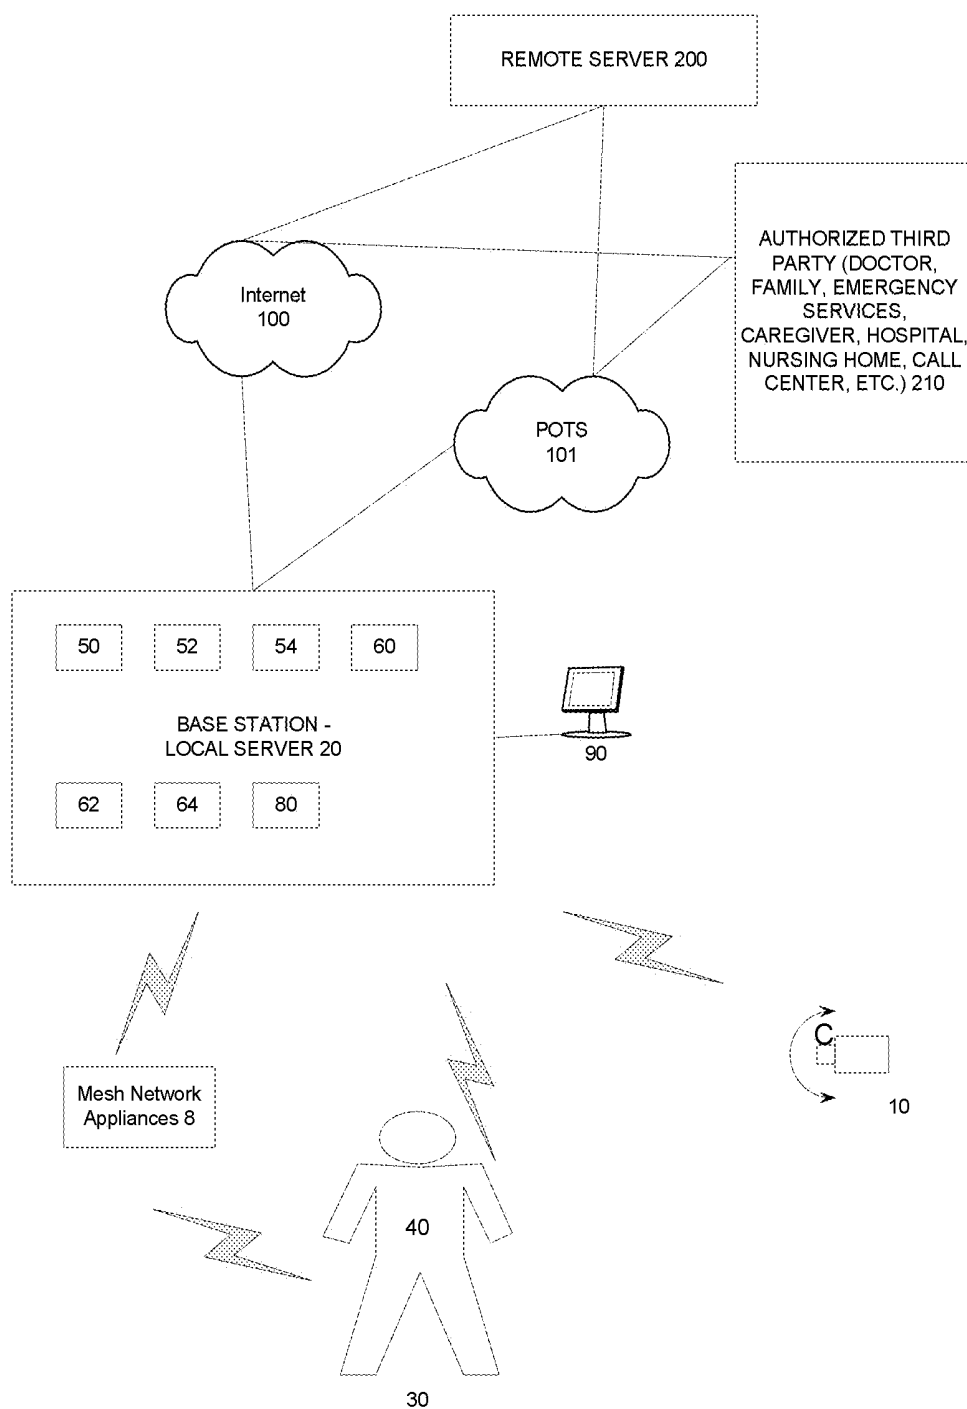 REMOTE SERVER 200
AUTHORIZED THIRD
PARTY (DOCTOR,
FAMILY, EMERGENCY
SERVICES,
CAREGIVER, HOSPITAL,
NURSING HOME, CALL
CENTER, ETC.) 210
Internet
100
POTS
101
50
52
54
60
BASE STATION -
LOCAL SERVER 20
90
62
64
80
C
10
Mesh Network
Appliances 8
40
30